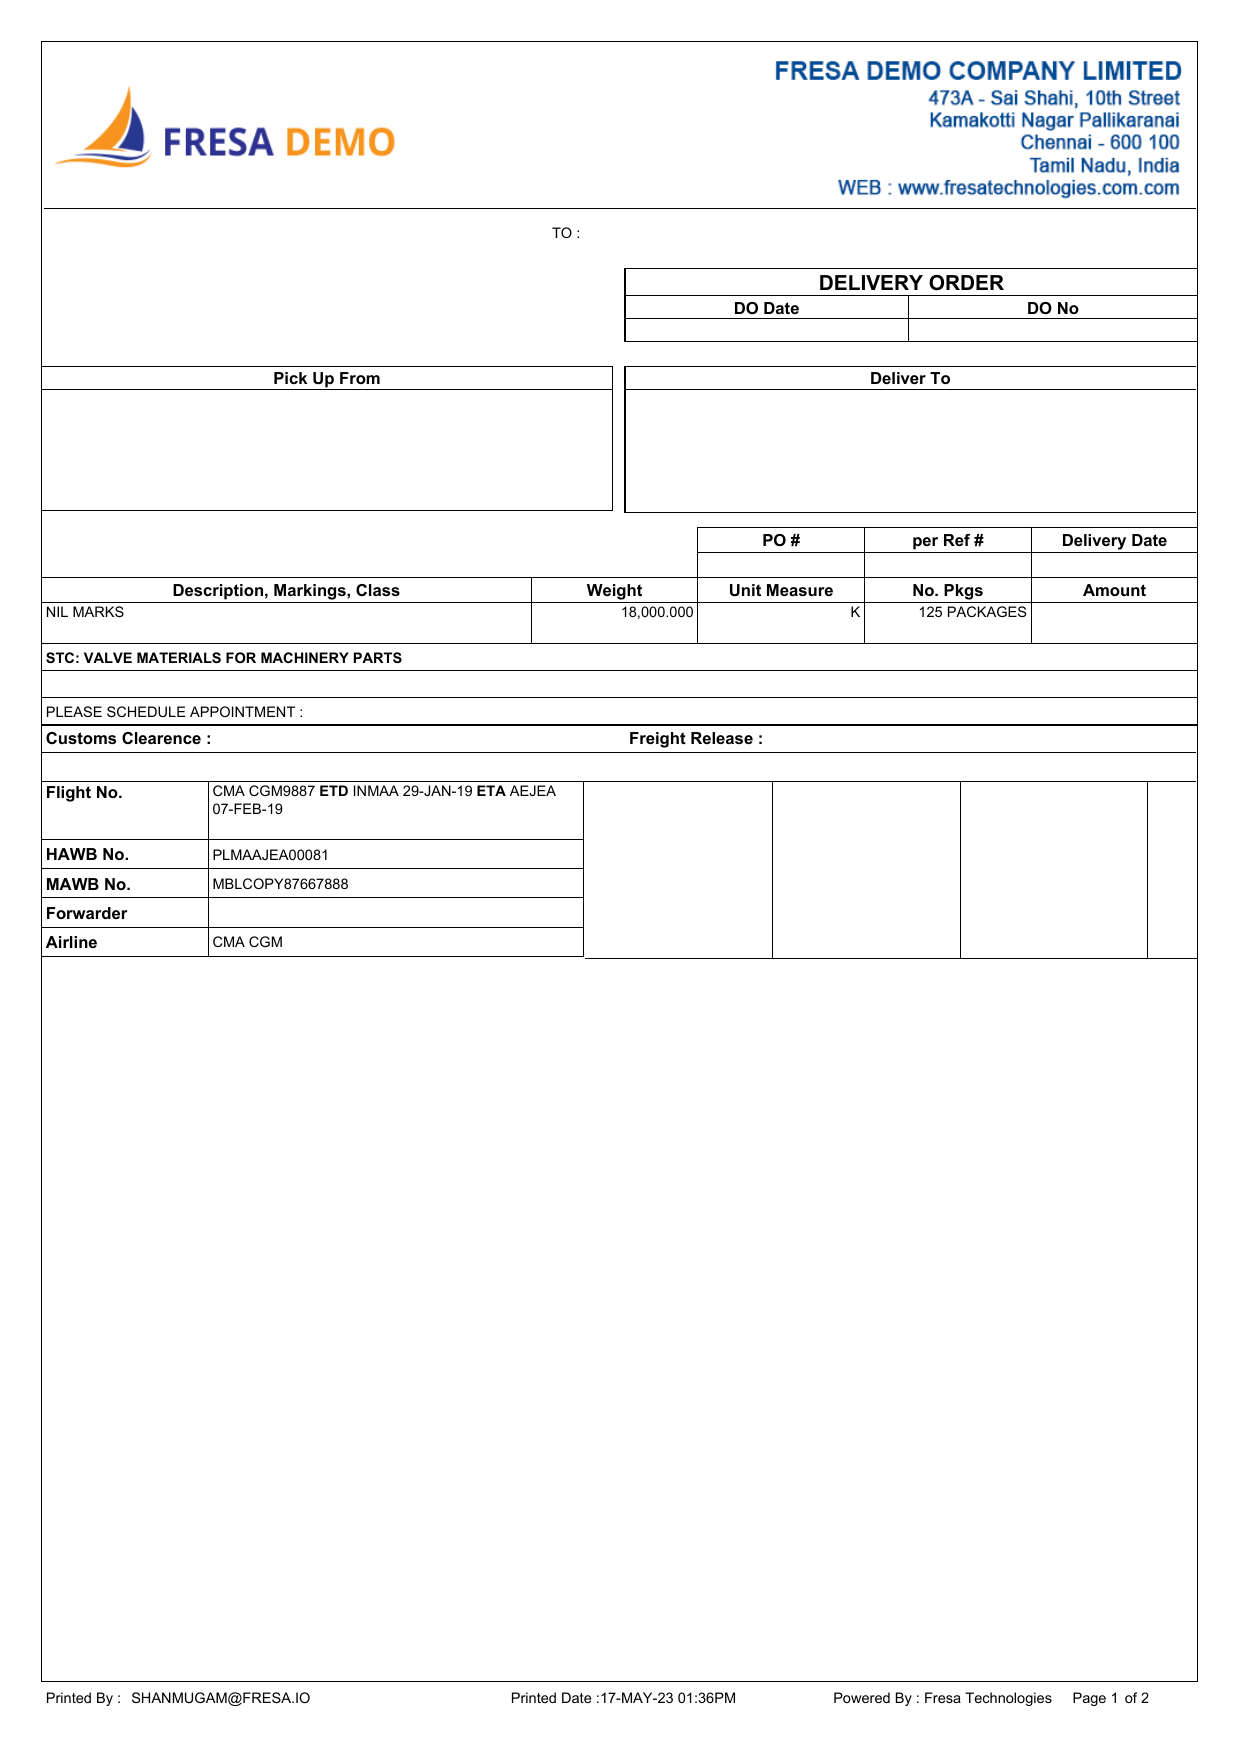 FRESA DEMO
FRESA DEMO COMPANY LIMITED
473A - Sai Shahi, 10th Street
Kamakotti Nagar Pallikaranai
Chennai - 600 100
Tamil Nadu, India
WEB : www.fresatechnologies.com.com
TO :
DELIVERY ORDER
DO Date DO No
Pick Up From Deliver To
PO # per Ref # Delivery Date
Description, Markings, Class Weight Unit Measure No. Pkgs Amount
NIL MARKS 18,000.000 K 125 PACKAGES
STC: VALVE MATERIALS FOR MACHINERY PARTS
PLEASE SCHEDULE APPOINTMENT :
Customs Clearence : Freight Release :
Flight No. CMA CGM9887 ETD INMAA 29-JAN-19 ETA AEJEA
07-FEB-19
HAWB No. PLMAAJEA00081
MAWB No. MBLCOPY87667888
Forwarder
Airline CMA CGM
Printed By : SHANMUGAM@FRESA.IO Printed Date :17-MAY-23 01:36PM Powered By : Fresa Technologies Page 1 of 2